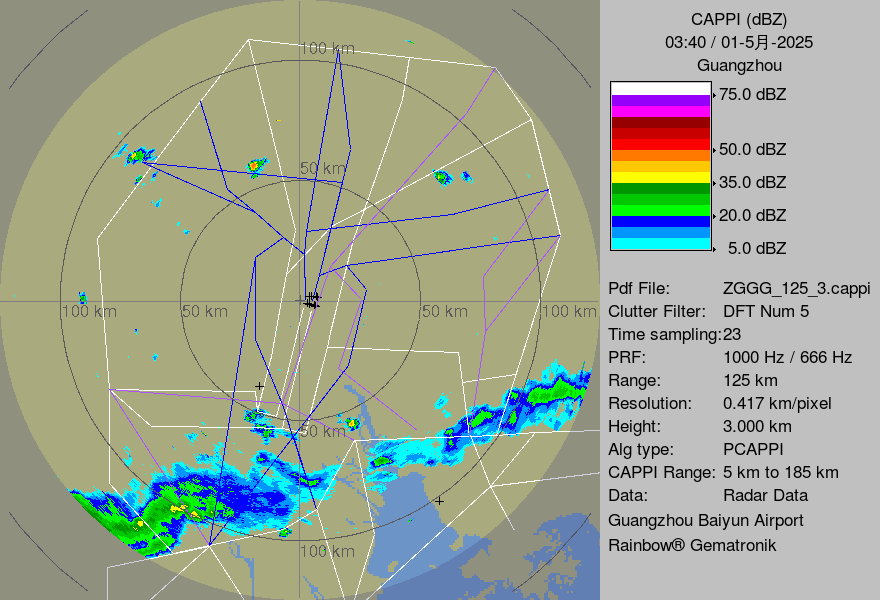 CAPPI (dBZ)
03:40 / 01-5月-2025
Guangzhou
75.0 dBZ
50.0 dBZ
35.0 dBZ
20.0 dBZ
5.0 dBZ
100 km
50 km
100 km
50 km
50 km
100 km
50 km
100 km
Pdf File: ZGGG_125_3.cappi
Clutter Filter: DFT Num 5
Time sampling:23
PRF: 1000 Hz / 666 Hz
Range: 125 km
Resolution: 0.417 km/pixel
Height: 3.000 km
Alg type: PCAPPI
CAPPI Range: 5 km to 185 km
Data: Radar Data
Guangzhou Baiyun Airport
Rainbow® Gematronik